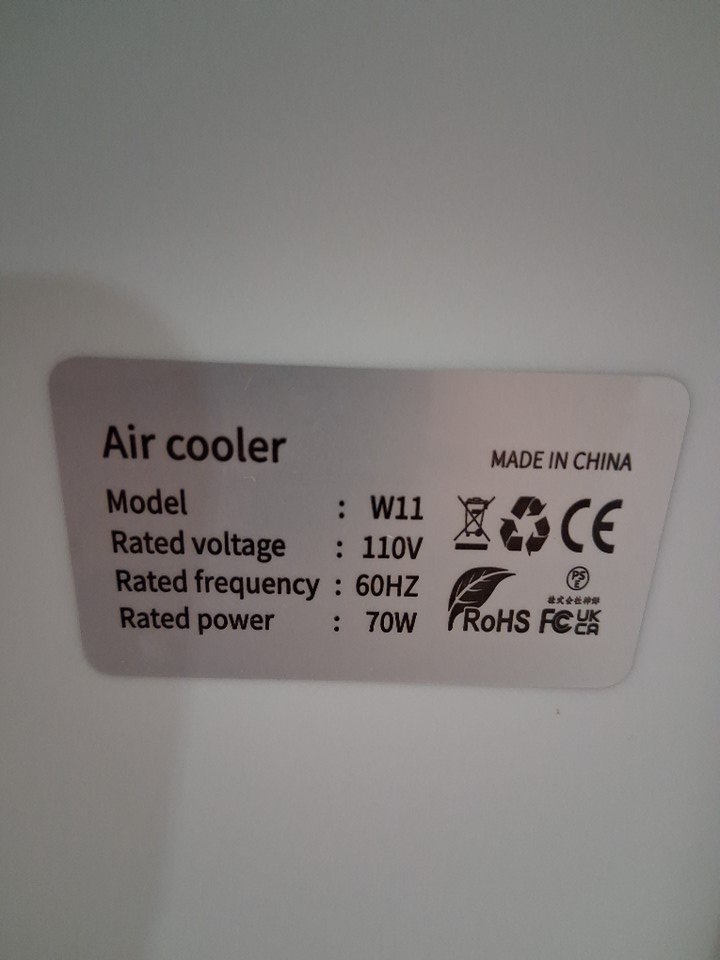 Air cooler
MADE IN CHINA
Model : W11
Rated voltage : 110V
Rated frequency : 60HZ
Rated power : 70W
CE
PS
E
RoHS FC UK
CA